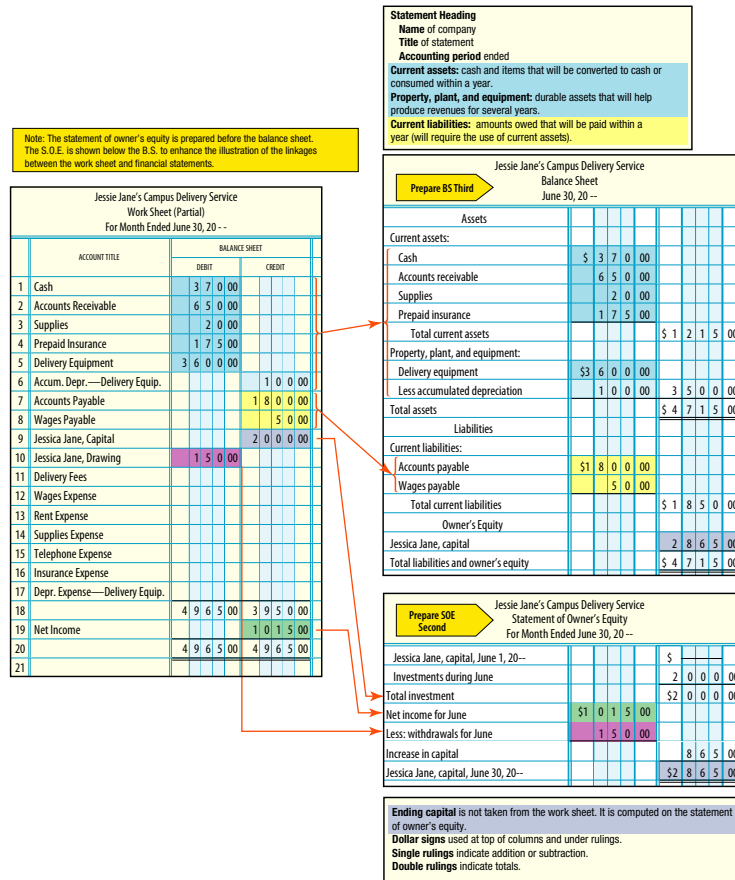 Statement Heading
Name of company
Title of statement
Accounting period ended
Current assets: cash and items that will be converted to cash or
consumed within a year.
Property, plant, and equipment: durable assets that will help
produce revenues for several years.
Current liabilities: amounts owed that will be paid within a
year (will require the use of current assets).
Note: The statement of owner's equity is prepared before the balance sheet.
The S.O.E. is shown below the B.S. to enhance the illustration of the linkages
between the work sheet and financial statements.
Jessie Jane's Campus Delivery Service
Work Sheet (Partial)
For Month Ended June 30, 20 - -
ACCOUNT TITLE
BALANCE SHEET
DEBIT CREDIT
1 Cash 3 7 0 00
2 Accounts Receivable 6 5 0 00
3 Supplies 2 0 00
4 Prepaid Insurance 1 7 5 00
5 Delivery Equipment 3 6 0 0 00
6 Accum. Depr.—Delivery Equip. 1 0 0 00
7 Accounts Payable 1 8 0 0 00
8 Wages Payable 5 0 00
9 Jessica Jane, Capital 2 0 0 0 00
10 Jessica Jane, Drawing 1 5 0 00
11 Delivery Fees
12 Wages Expense
13 Rent Expense
14 Supplies Expense
15 Telephone Expense
16 Insurance Expense
17 Depr. Expense—Delivery Equip.
18 4 9 6 5 00 3 9 5 0 00
19 Net Income 1 0 1 5 00
20 4 9 6 5 00 4 9 6 5 00
21
Prepare BS Third
Jessie Jane's Campus Delivery Service
Balance Sheet
June 30, 20 --
Assets
Current assets:
Cash $ 3 7 0 00
Accounts receivable 6 5 0 00
Supplies 2 0 00
Prepaid insurance 1 7 5 00
Total current assets $ 1 2 1 5 00
Property, plant, and equipment:
Delivery equipment $3 6 0 0 00
Less accumulated depreciation 1 0 0 00 3 5 0 0 00
Total assets $ 4 7 1 5 00
Liabilities
Current liabilities:
Accounts payable $1 8 0 0 00
Wages payable 5 0 00
Total current liabilities $ 1 8 5 0 00
Owner's Equity
Jessica Jane, capital 2 8 6 5 00
Total liabilities and owner's equity $ 4 7 1 5 00
Prepare SOE
Second
Jessie Jane's Campus Delivery Service
Statement of Owner's Equity
For Month Ended June 30, 20 --
Jessica Jane, capital, June 1, 20-- $ ——
Investments during June 2 0 0 0 00
Total investment $2 0 0 0 00
Net income for June $1 0 1 5 00
Less: withdrawals for June 1 5 0 00
Increase in capital 8 6 5 00
Jessica Jane, capital, June 30, 20-- $2 8 6 5 00
Ending capital is not taken from the work sheet. It is computed on the statement
of owner's equity.
Dollar signs used at top of columns and under rulings.
Single rulings indicate addition or subtraction.
Double rulings indicate totals.